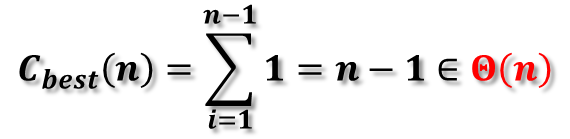 C_best(n) = ∑_{i=1}^{n−1} 1 = n − 1 ∈ Θ(n)